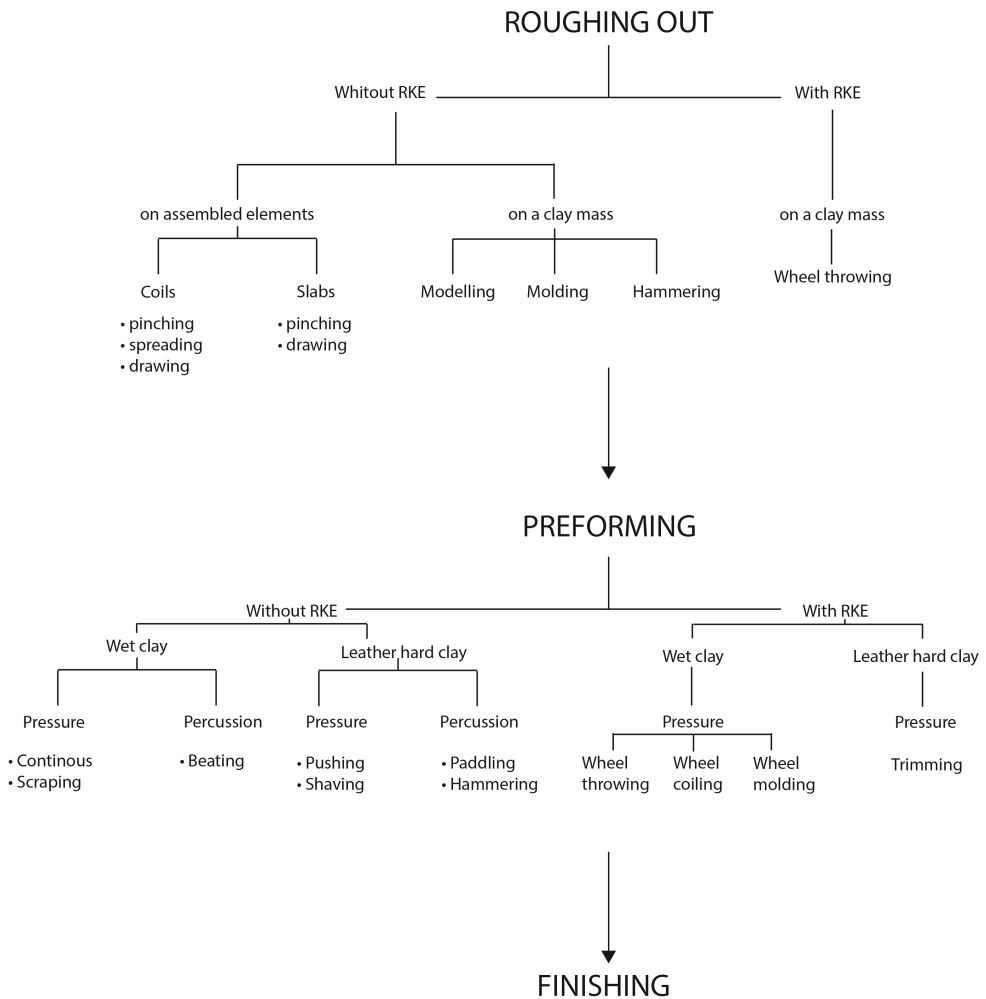 ROUGHING OUT
Whitout RKE
With RKE
on assembled elements
on a clay mass
on a clay mass
Coils
Slabs
Modelling
Molding
Hammering
Wheel throwing
• pinching
• spreading
• drawing
• pinching
• drawing
PREFORMING
Without RKE
With RKE
Wet clay
Leather hard clay
Wet clay
Leather hard clay
Pressure
Percussion
Pressure
Percussion
Pressure
Pressure
• Continous
• Scraping
• Beating
• Pushing
• Shaving
• Paddling
• Hammering
Wheel
throwing
Wheel
coiling
Wheel
molding
Trimming
FINISHING